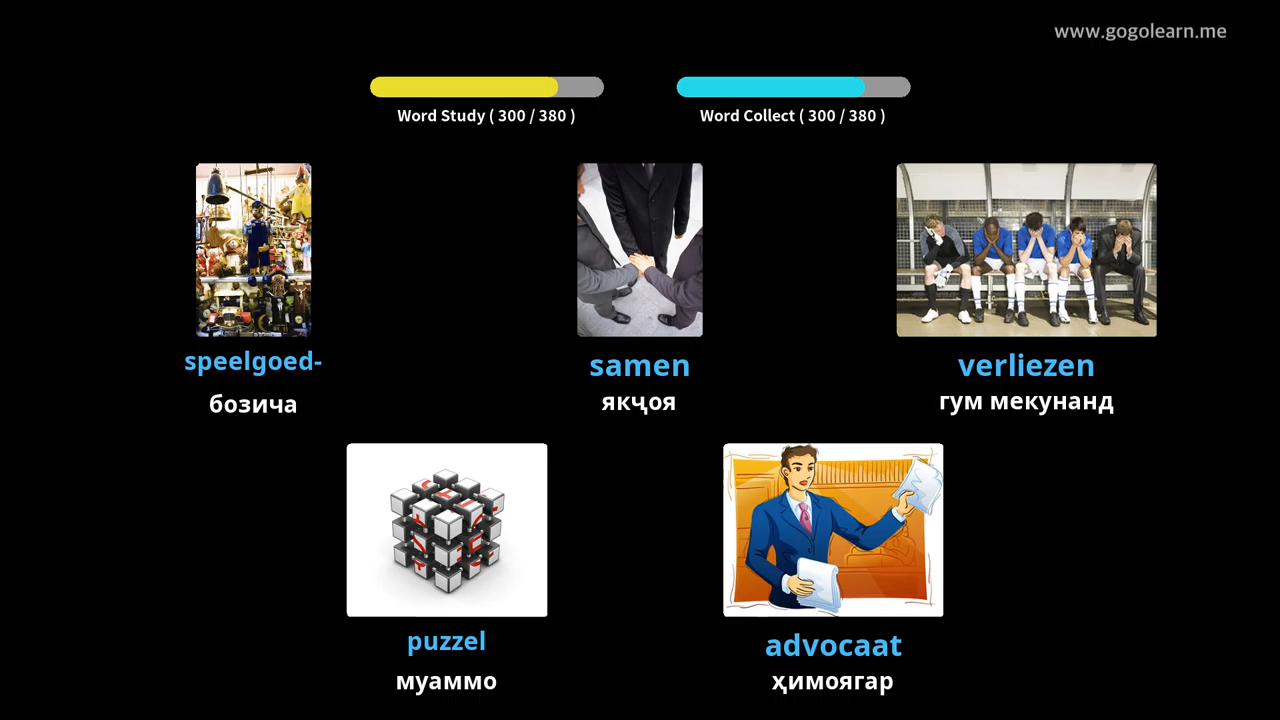 www.gogolearn.me
Word Study ( 300 / 380 )
Word Collect ( 300 / 380 )
speelgoed-
бозича
samen
якҷоя
verliezen
гум мекунанд
puzzel
муаммо
advocaat
ҳимоягар